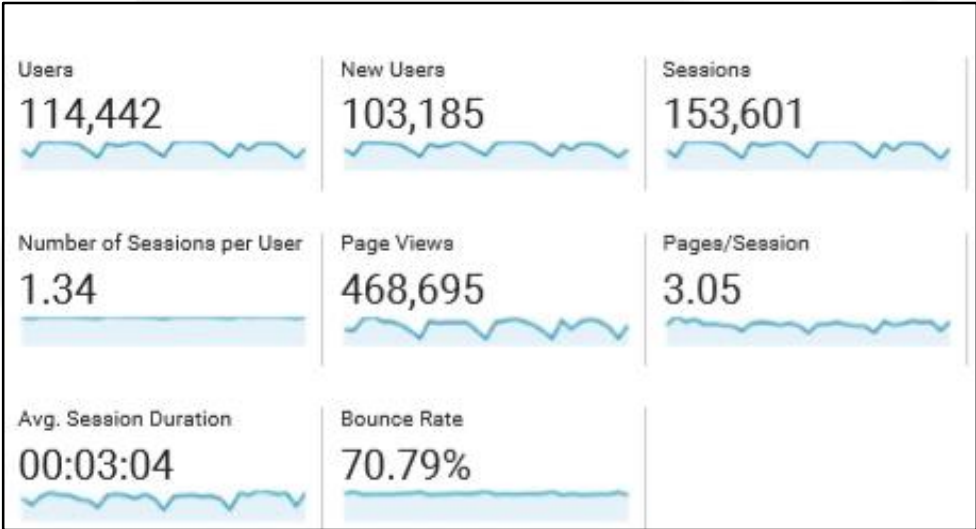 Users
114,442
New Users
103,185
Sessions
153,601
Number of Sessions per User
1.34
Page Views
468,695
Pages/Session
3.05
Avg. Session Duration
00:03:04
Bounce Rate
70.79%